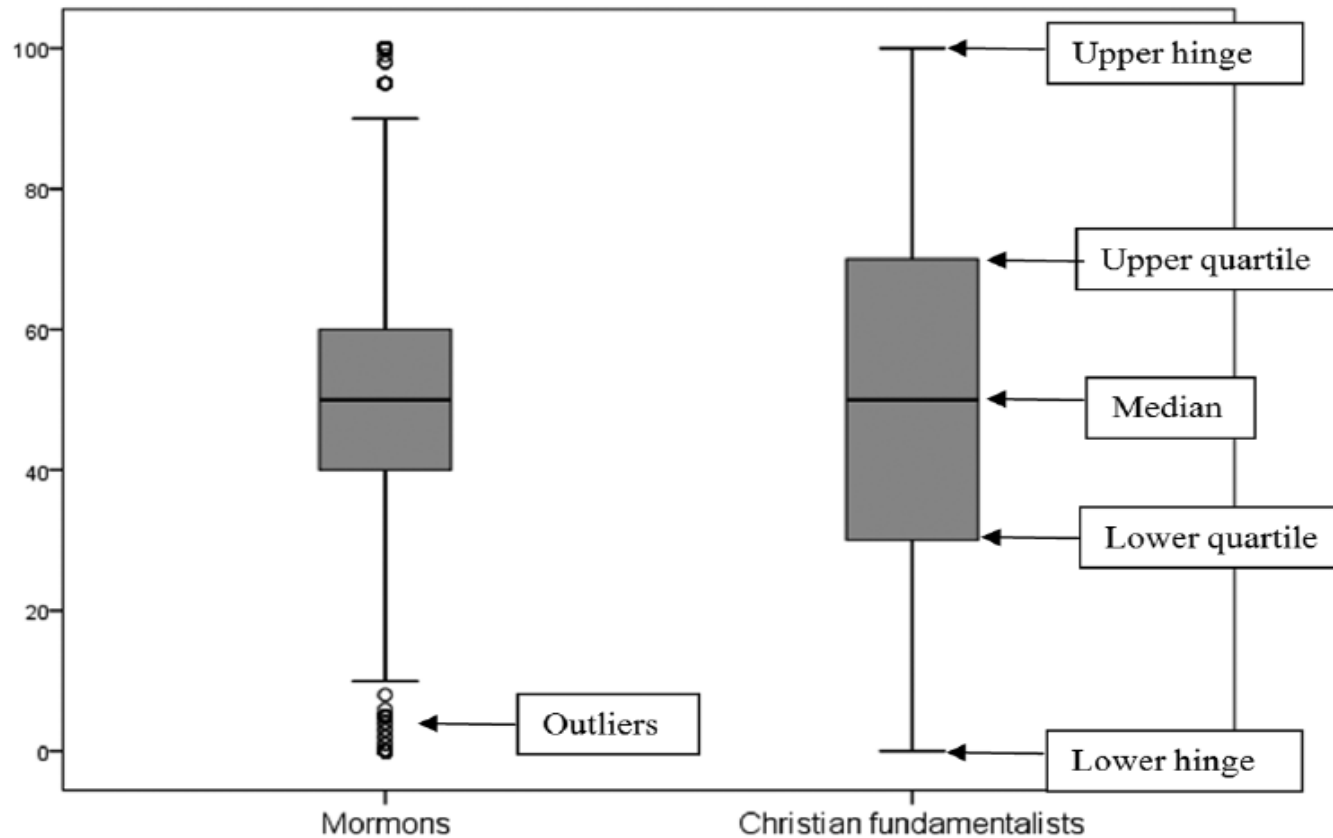 100
80
60
40
20
0
Upper hinge
Upper quartile
Median
Lower quartile
Outliers
Lower hinge
Mormons
Christian fundamentalists